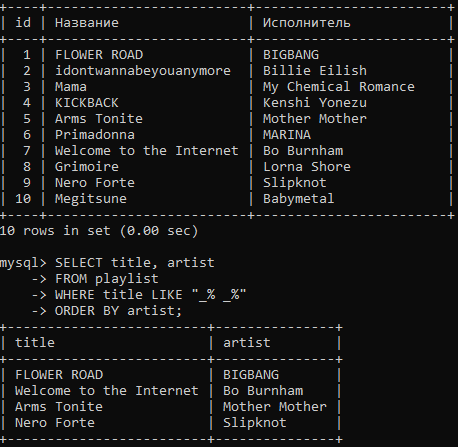 +----+-------------------------+------------------------+
| id | Название                | Исполнитель            |
+----+-------------------------+------------------------+
|  1 | FLOWER ROAD             | BIGBANG                |
|  2 | idontwannabeyouanymore  | Billie Eilish          |
|  3 | Mama                    | My Chemical Romance    |
|  4 | KICKBACK                | Kenshi Yonezu          |
|  5 | Arms Tonite             | Mother Mother          |
|  6 | Primadonna              | MARINA                 |
|  7 | Welcome to the Internet | Bo Burnham             |
|  8 | Grimoire                | Lorna Shore            |
|  9 | Nero Forte              | Slipknot               |
| 10 | Megitsune               | Babymetal              |
+----+-------------------------+------------------------+
10 rows in set (0.00 sec)
mysql> SELECT title, artist
    -> FROM playlist
    -> WHERE title LIKE "_% _%"
    -> ORDER BY artist;
+-------------------------+---------------+
| title                   | artist        |
+-------------------------+---------------+
| FLOWER ROAD             | BIGBANG       |
| Welcome to the Internet | Bo Burnham    |
| Arms Tonite             | Mother Mother |
| Nero Forte              | Slipknot      |
+-------------------------+---------------+